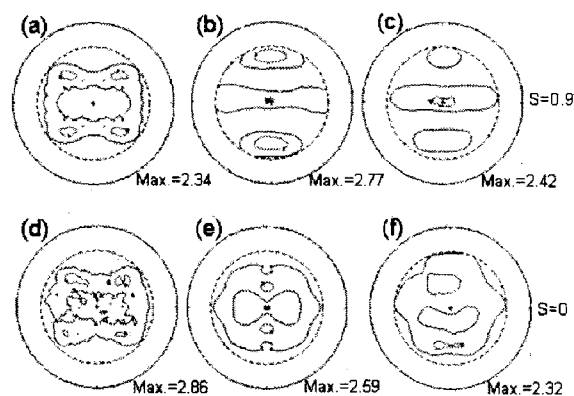 (a) (b) (c)
S=0.9
Max.=2.34 Max.=2.77 Max.=2.42
(d) (e) (f)
S=0
Max.=2.86 Max.=2.59 Max.=2.32